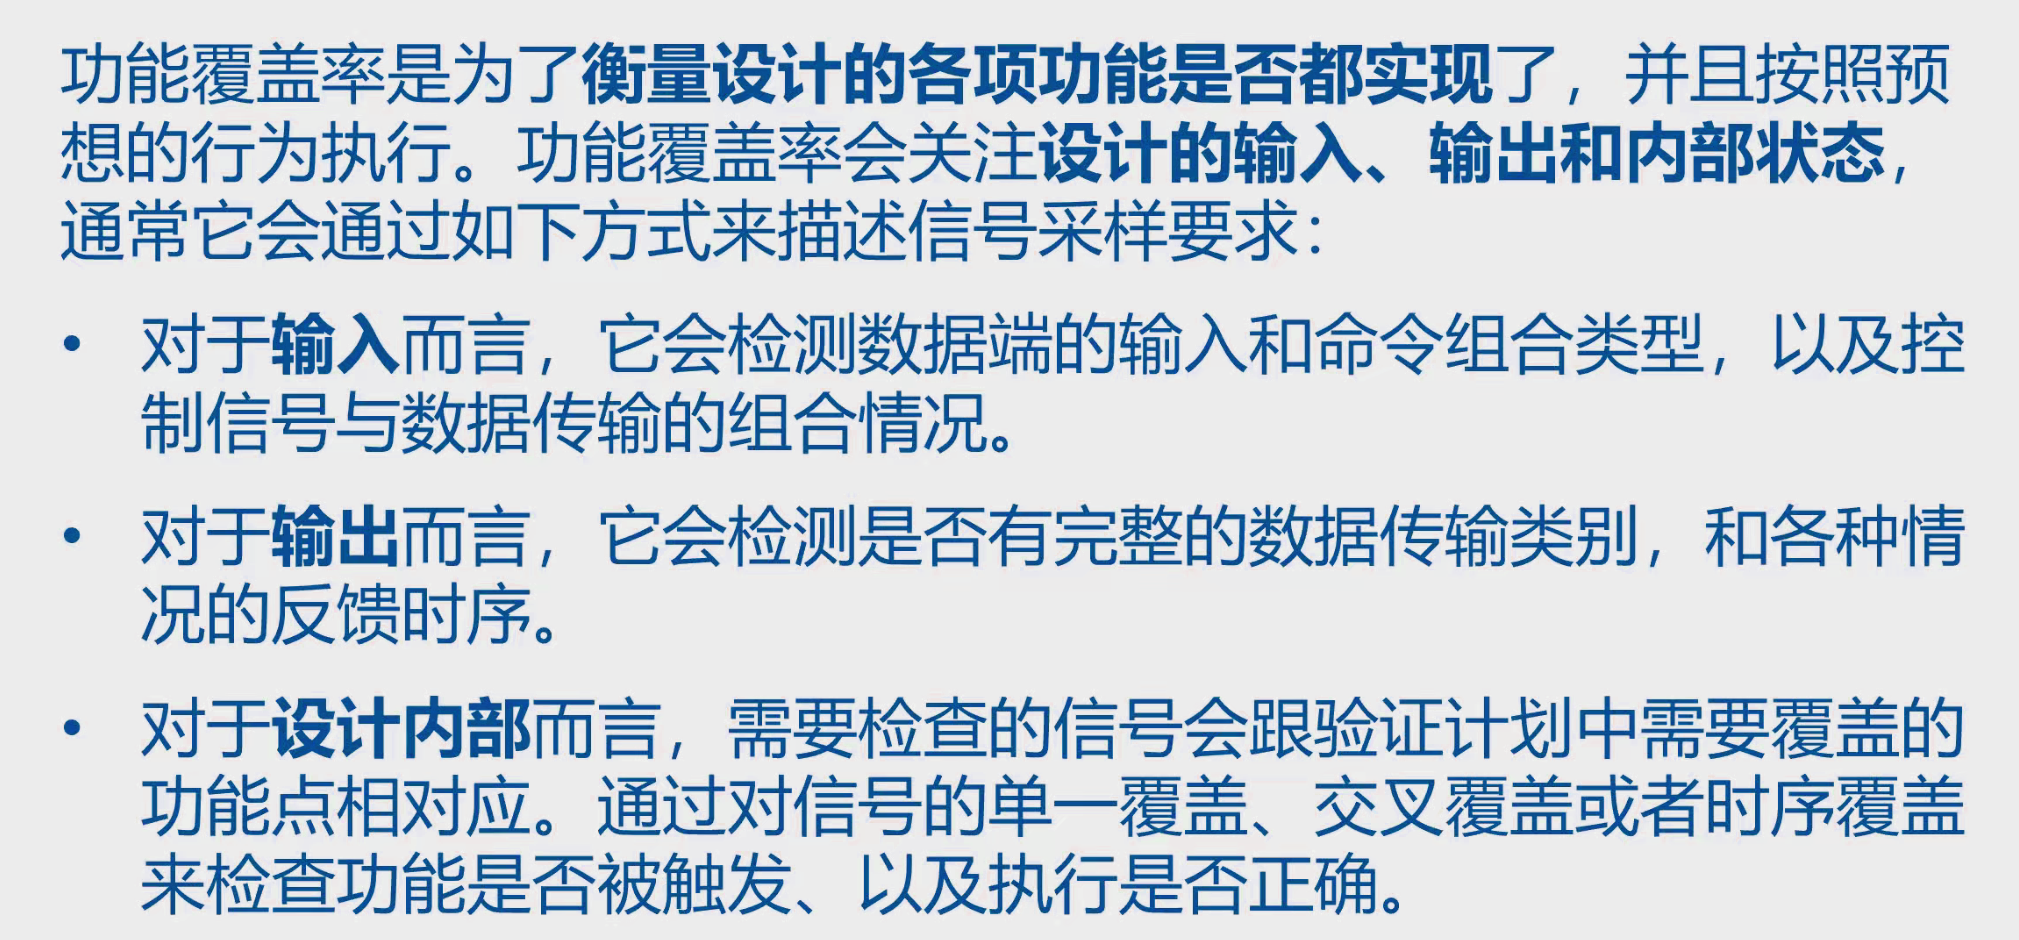 功能覆盖率是为了衡量设计的各项功能是否都实现了，并且按照预
想的行为执行。功能覆盖率会关注设计的输入、输出和内部状态，
通常它会通过如下方式来描述信号采样要求：
• 对于输入而言，它会检测数据端的输入和命令组合类型，以及控
制信号与数据传输的组合情况。
• 对于输出而言，它会检测是否有完整的数据传输类别，和各种情
况的反馈时序。
• 对于设计内部而言，需要检查的信号会跟验证计划中需要覆盖的
功能点相对应。通过对信号的单一覆盖、交叉覆盖或者时序覆盖
来检查功能是否被触发、以及执行是否正确。